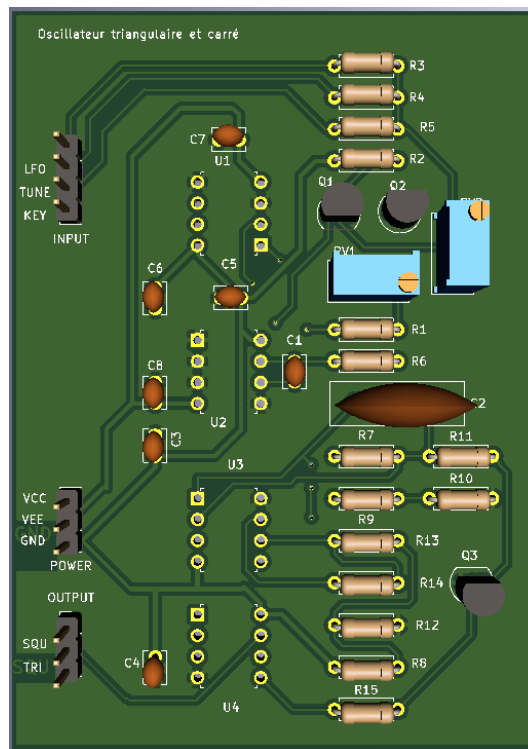 Oscillateur triangulaire et carré
R3
R4
R5
R2
C7
U1
Q1
Q2
LFO
TUNE
KEY
INPUT
RV1
C6
C5
R1
C1
R6
C8
C2
U2
C3
R7
R11
U3
R10
VCC
VEE
GND
POWER
R9
R13
Q3
R14
OUTPUT
R12
SQU
TRI
C4
R8
R15
U4